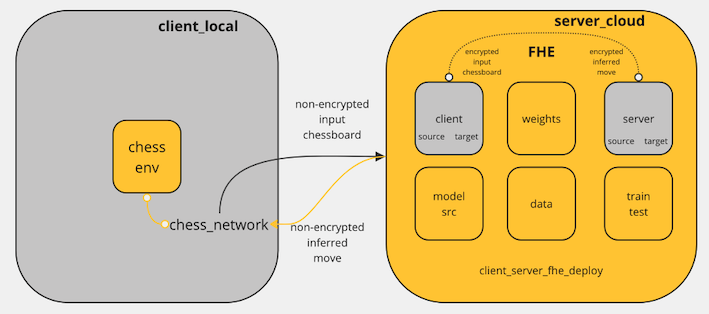 client_local
chess
env
chess_network
non-encrypted
input
chessboard
non-encrypted
inferred
move
server_cloud
FHE
encrypted
input
chessboard
encrypted
inferred
move
client
source target
weights
server
source target
model
src
data
train
test
client_server_fhe_deploy